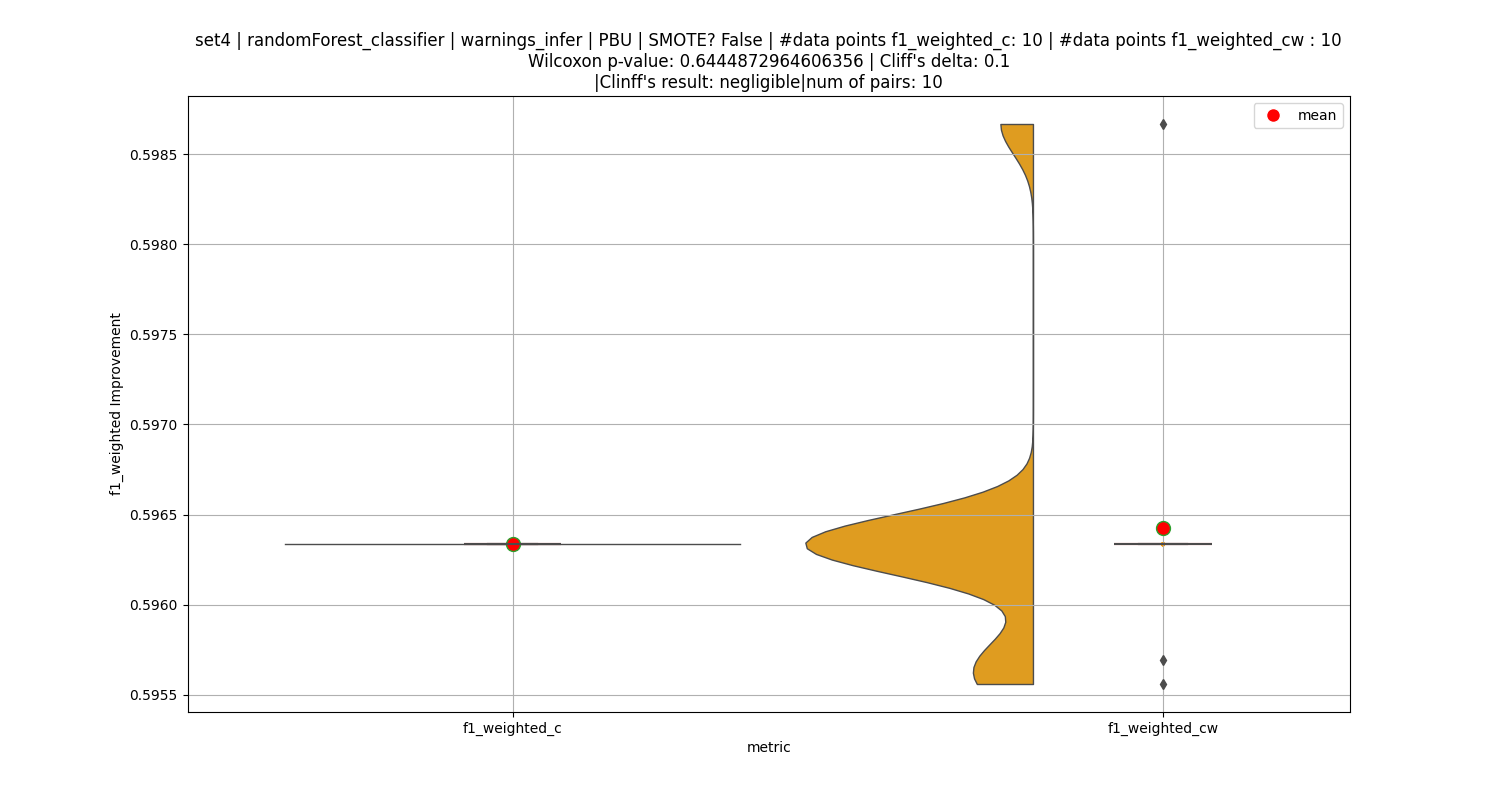 set4 | randomForest_classifier | warnings_infer | PBU | SMOTE? False | #data points f1_weighted_c: 10 | #data points f1_weighted_cw : 10
Wilcoxon p-value: 0.6444872964606356 | Cliff's delta: 0.1
|Clinff's result: negligible|num of pairs: 10
mean
0.5985
0.5980
0.5975
0.5970
0.5965
0.5960
0.5955
f1_weighted Improvement
f1_weighted_c
f1_weighted_cw
metric